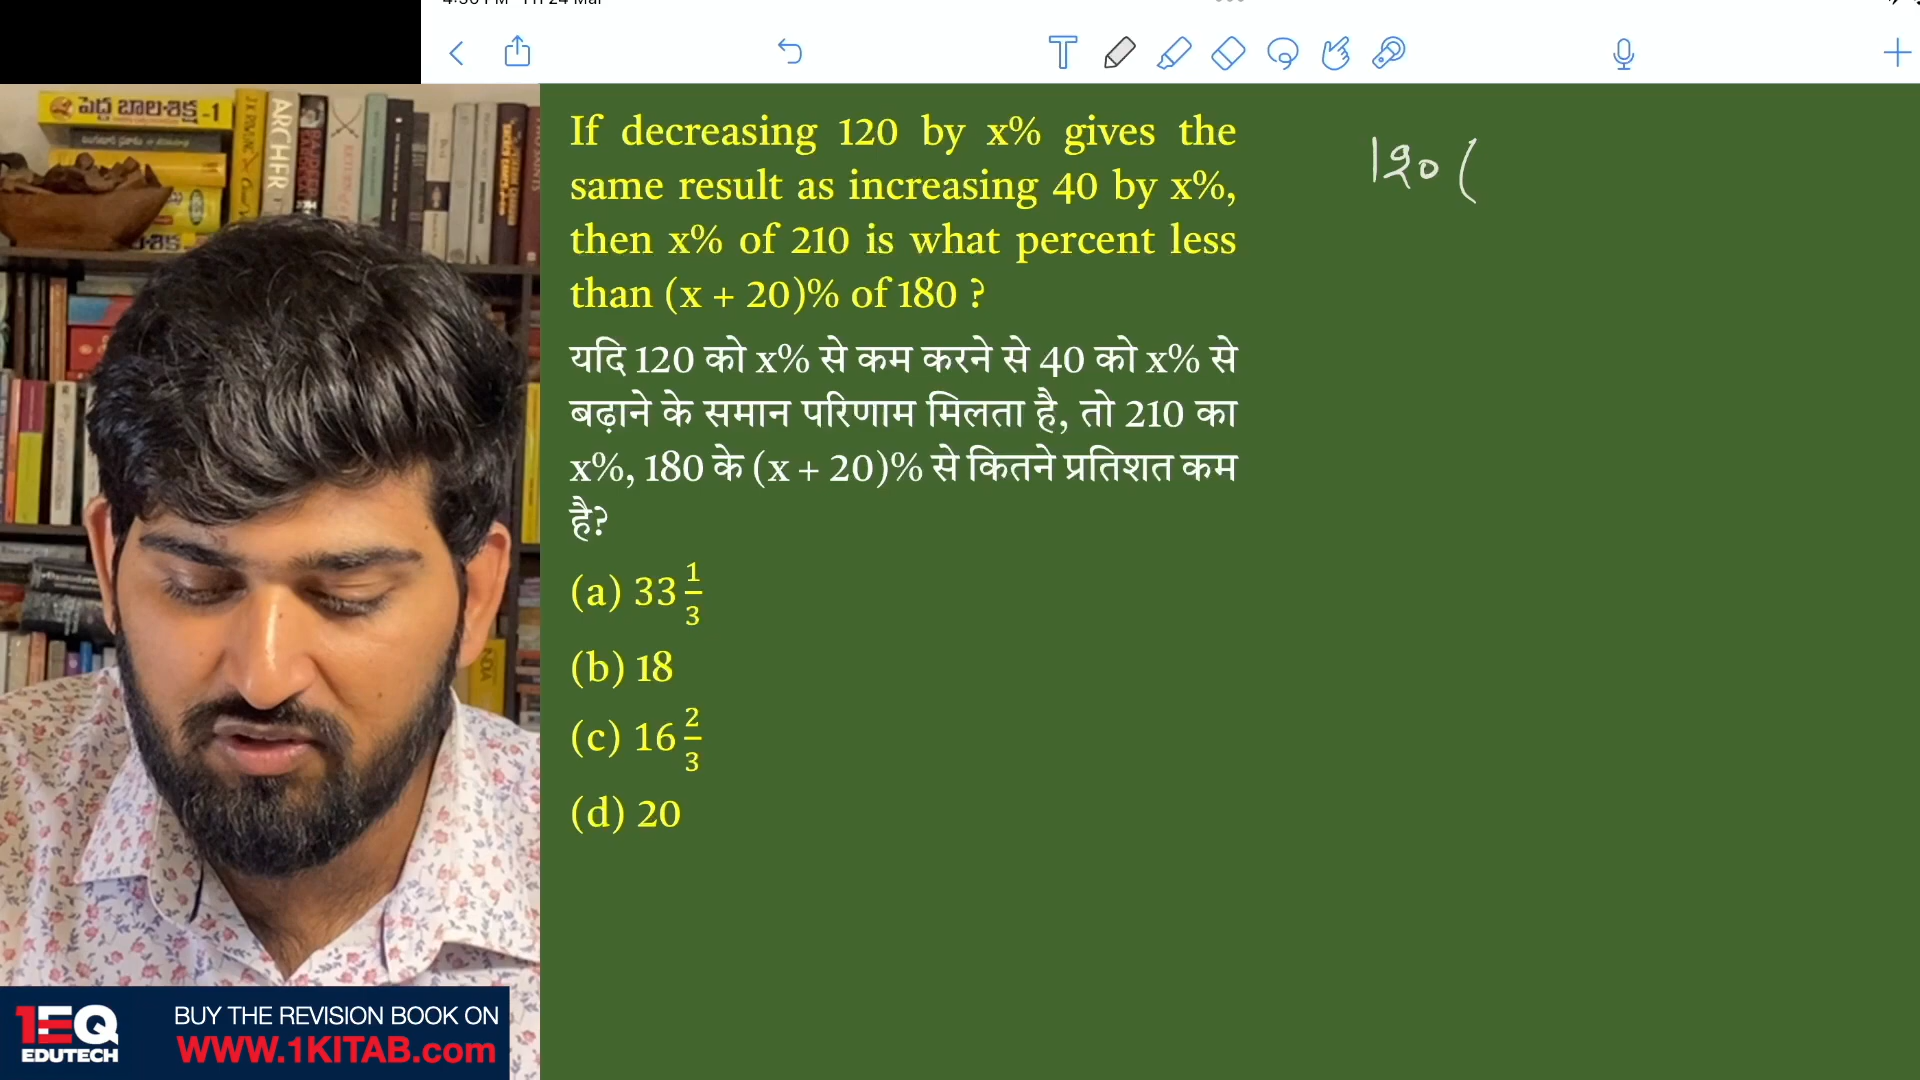 If decreasing 120 by x% gives the
same result as increasing 40 by x%,
then x% of 210 is what percent less
than (x + 20)% of 180 ?
यदि 120 को x% से कम करने से 40 को x% से
बढ़ाने के समान परिणाम मिलता है, तो 210 का
x%, 180 के (x + 20)% से कितने प्रतिशत कम
है?
(a) 33 1/3
(b) 18
(c) 16 2/3
(d) 20
120 (
పెద్ద బాలశిక్ష -1
ARCHER
1EQ
EDUTECH
BUY THE REVISION BOOK ON
WWW.1KITAB.com